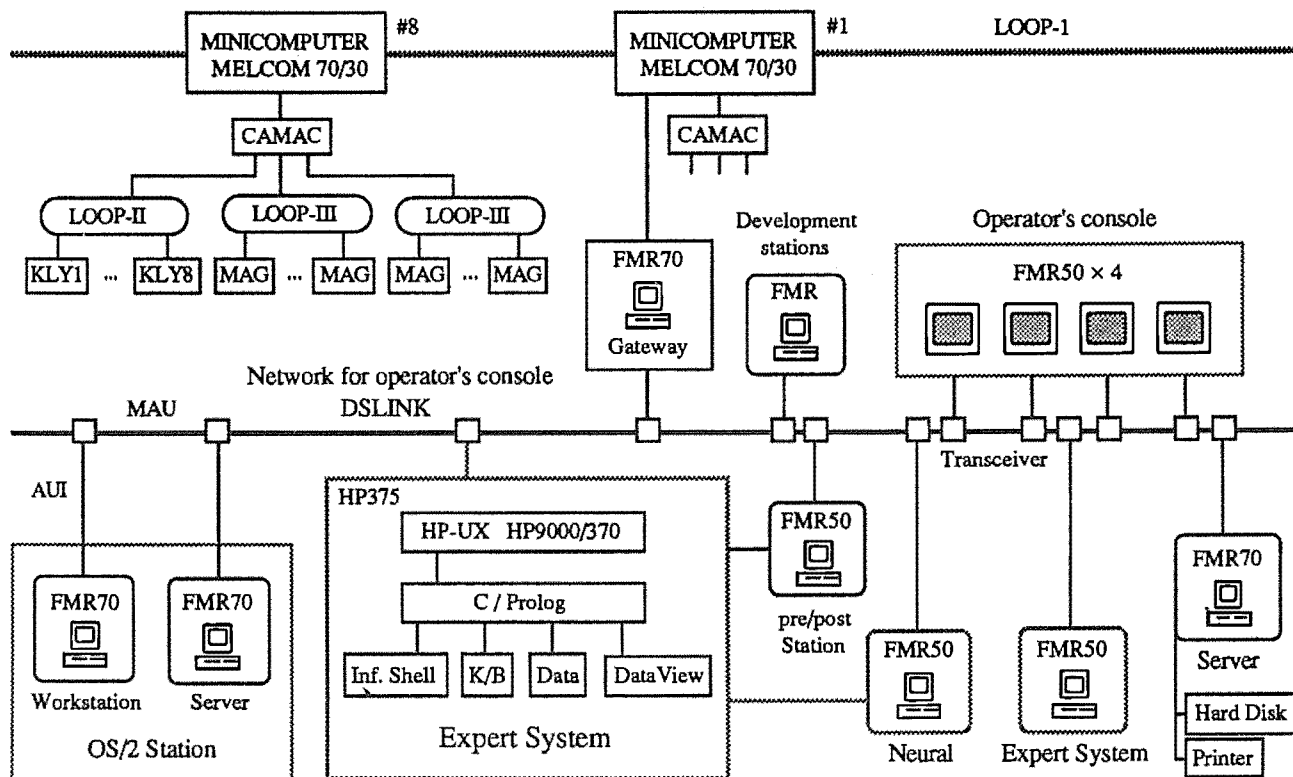 #8
#1
LOOP-1
MINICOMPUTER
MELCOM 70/30
MINICOMPUTER
MELCOM 70/30
CAMAC
CAMAC
LOOP-II
LOOP-III
LOOP-III
KLY1 ... KLY8
MAG ... MAG
MAG ... MAG
FMR70
Gateway
Development
stations
FMR
Operator's console
FMR50 × 4
Network for operator's console
MAU
DSLINK
Transceiver
AUI
HP375
HP-UX HP9000/370
C / Prolog
Inf. Shell
K/B
Data
DataView
Expert System
FMR70
Workstation
FMR70
Server
OS/2 Station
FMR50
pre/post
Station
FMR50
Neural
FMR50
Expert System
FMR70
Server
Hard Disk
Printer